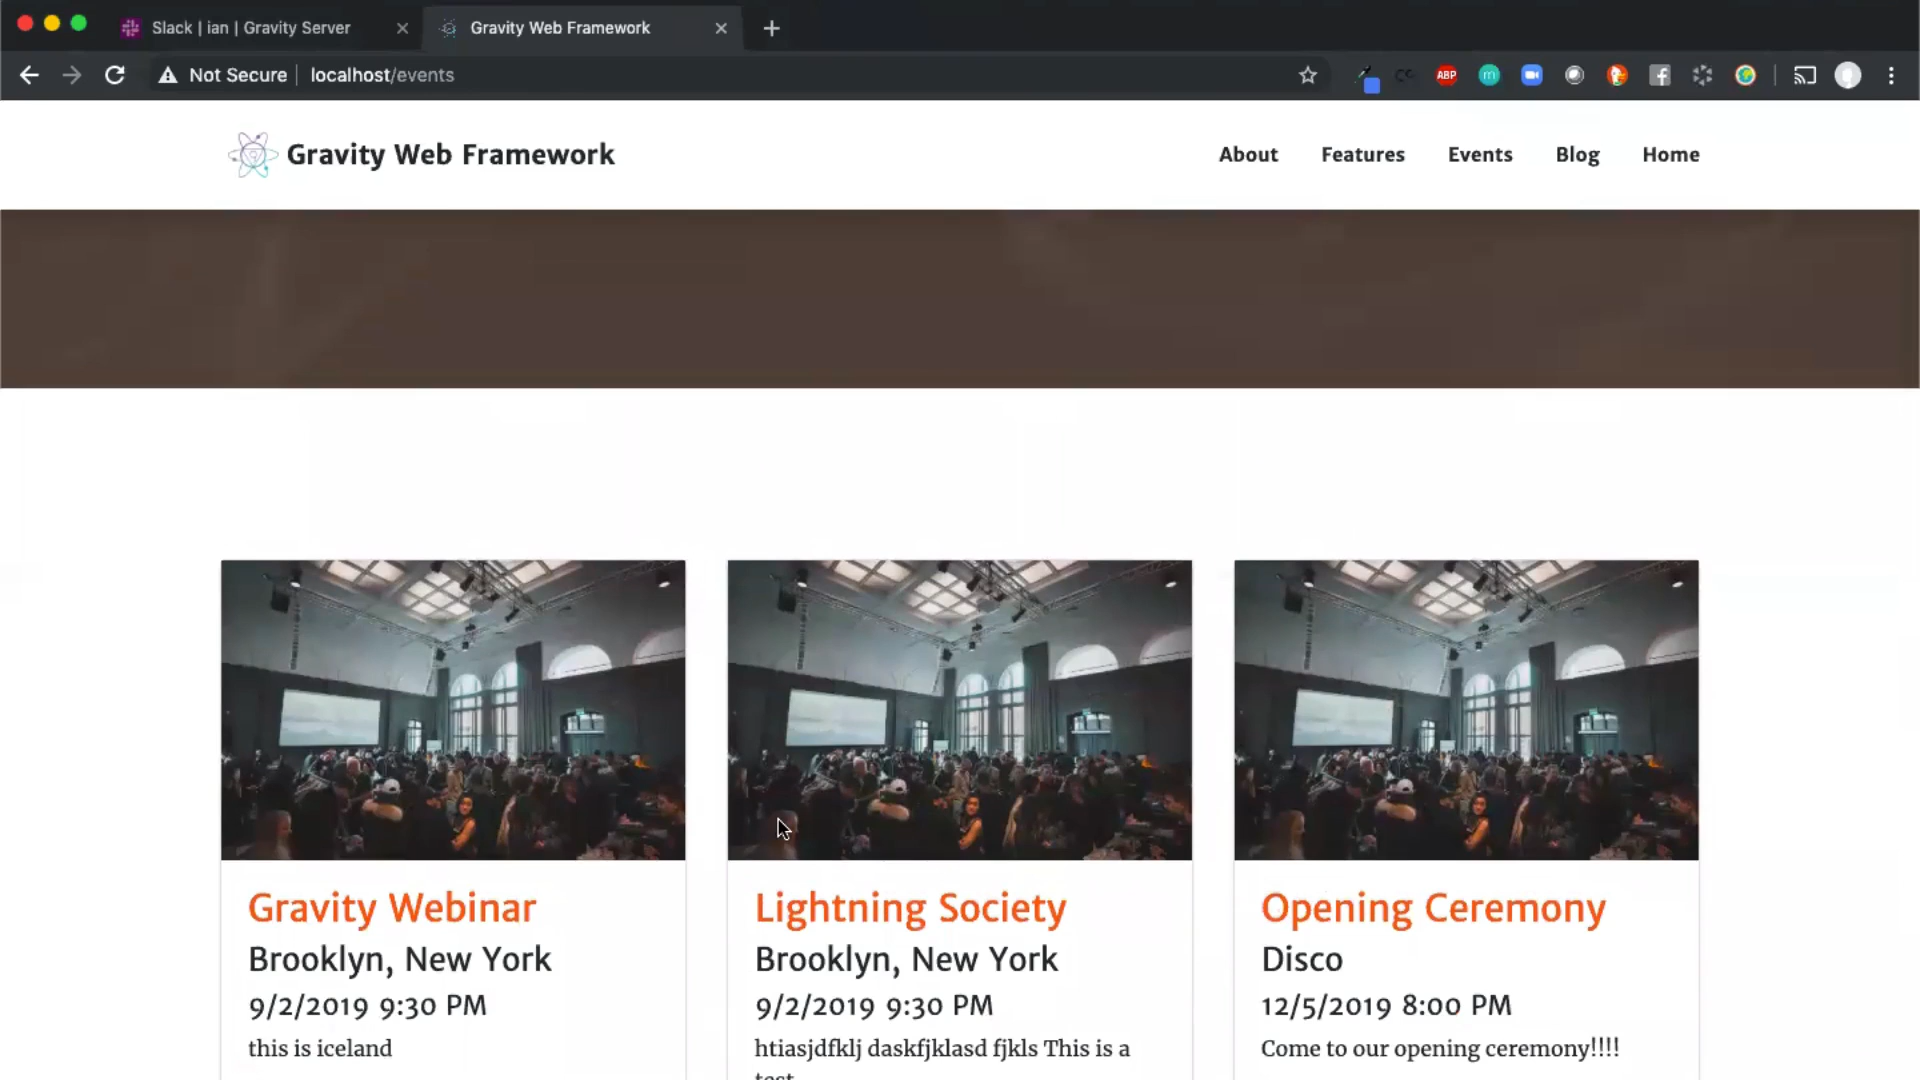 Slack | ian | Gravity Server
Gravity Web Framework
Not Secure localhost/events
ABP
Gravity Web Framework
About Features Events Blog Home
Gravity Webinar
Brooklyn, New York
9/2/2019 9:30 PM
this is iceland
Lightning Society
Brooklyn, New York
9/2/2019 9:30 PM
htiasjdfklj daskfjklasd fjkls This is a
test
Opening Ceremony
Disco
12/5/2019 8:00 PM
Come to our opening ceremony!!!!